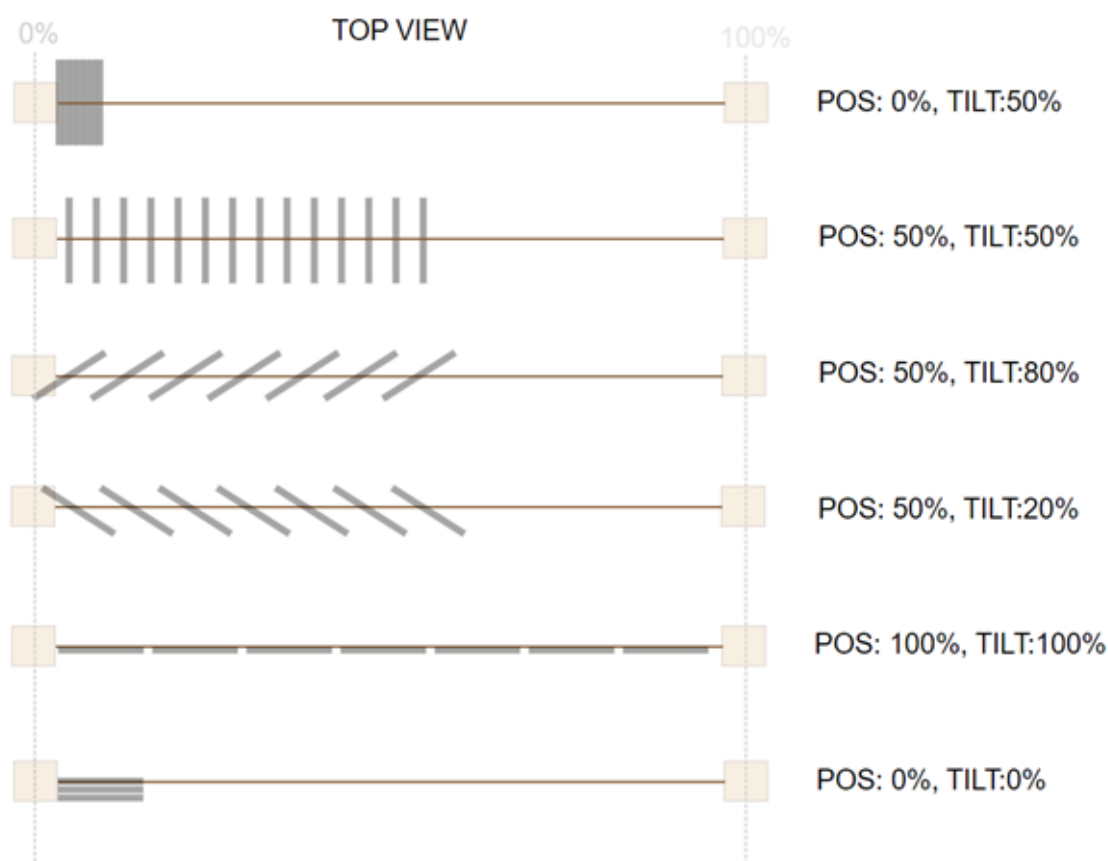 0%
TOP VIEW
100%
POS: 0%, TILT:50%
POS: 50%, TILT:50%
POS: 50%, TILT:80%
POS: 50%, TILT:20%
POS: 100%, TILT:100%
POS: 0%, TILT:0%